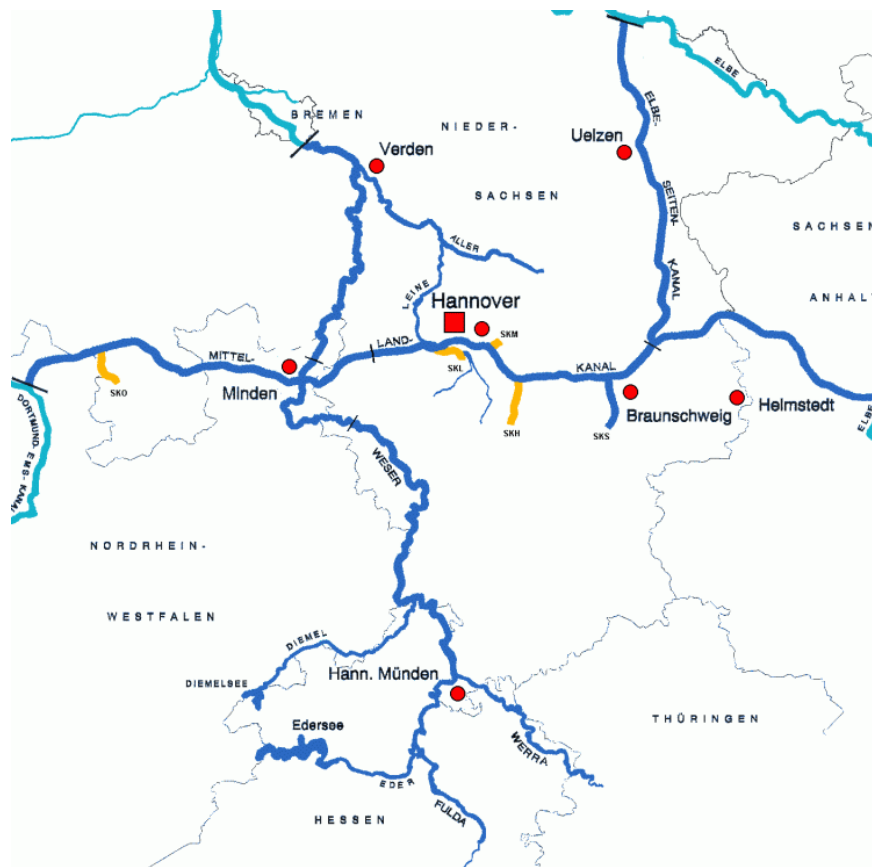 ELBE
BREMEN
NIEDER-
ELBE-
Uelzen
Verden
SACHSEN
SEITEN-
SACHSEN
ALLER
KANAL
LEINE
Hannover
ANHALT
SKM
MITTEL-
LAND-
KANAL
SKL
SKO
Minden
DORTMUND-EMS-KANAL
Braunschweig
Helmstedt
ELBE
SKH
SKS
WESER
NORDRHEIN-
WESTFALEN
DIEMEL
Hann. Münden
DIEMELSEE
Edersee
THÜRINGEN
WERRA
EDER
FULDA
HESSEN